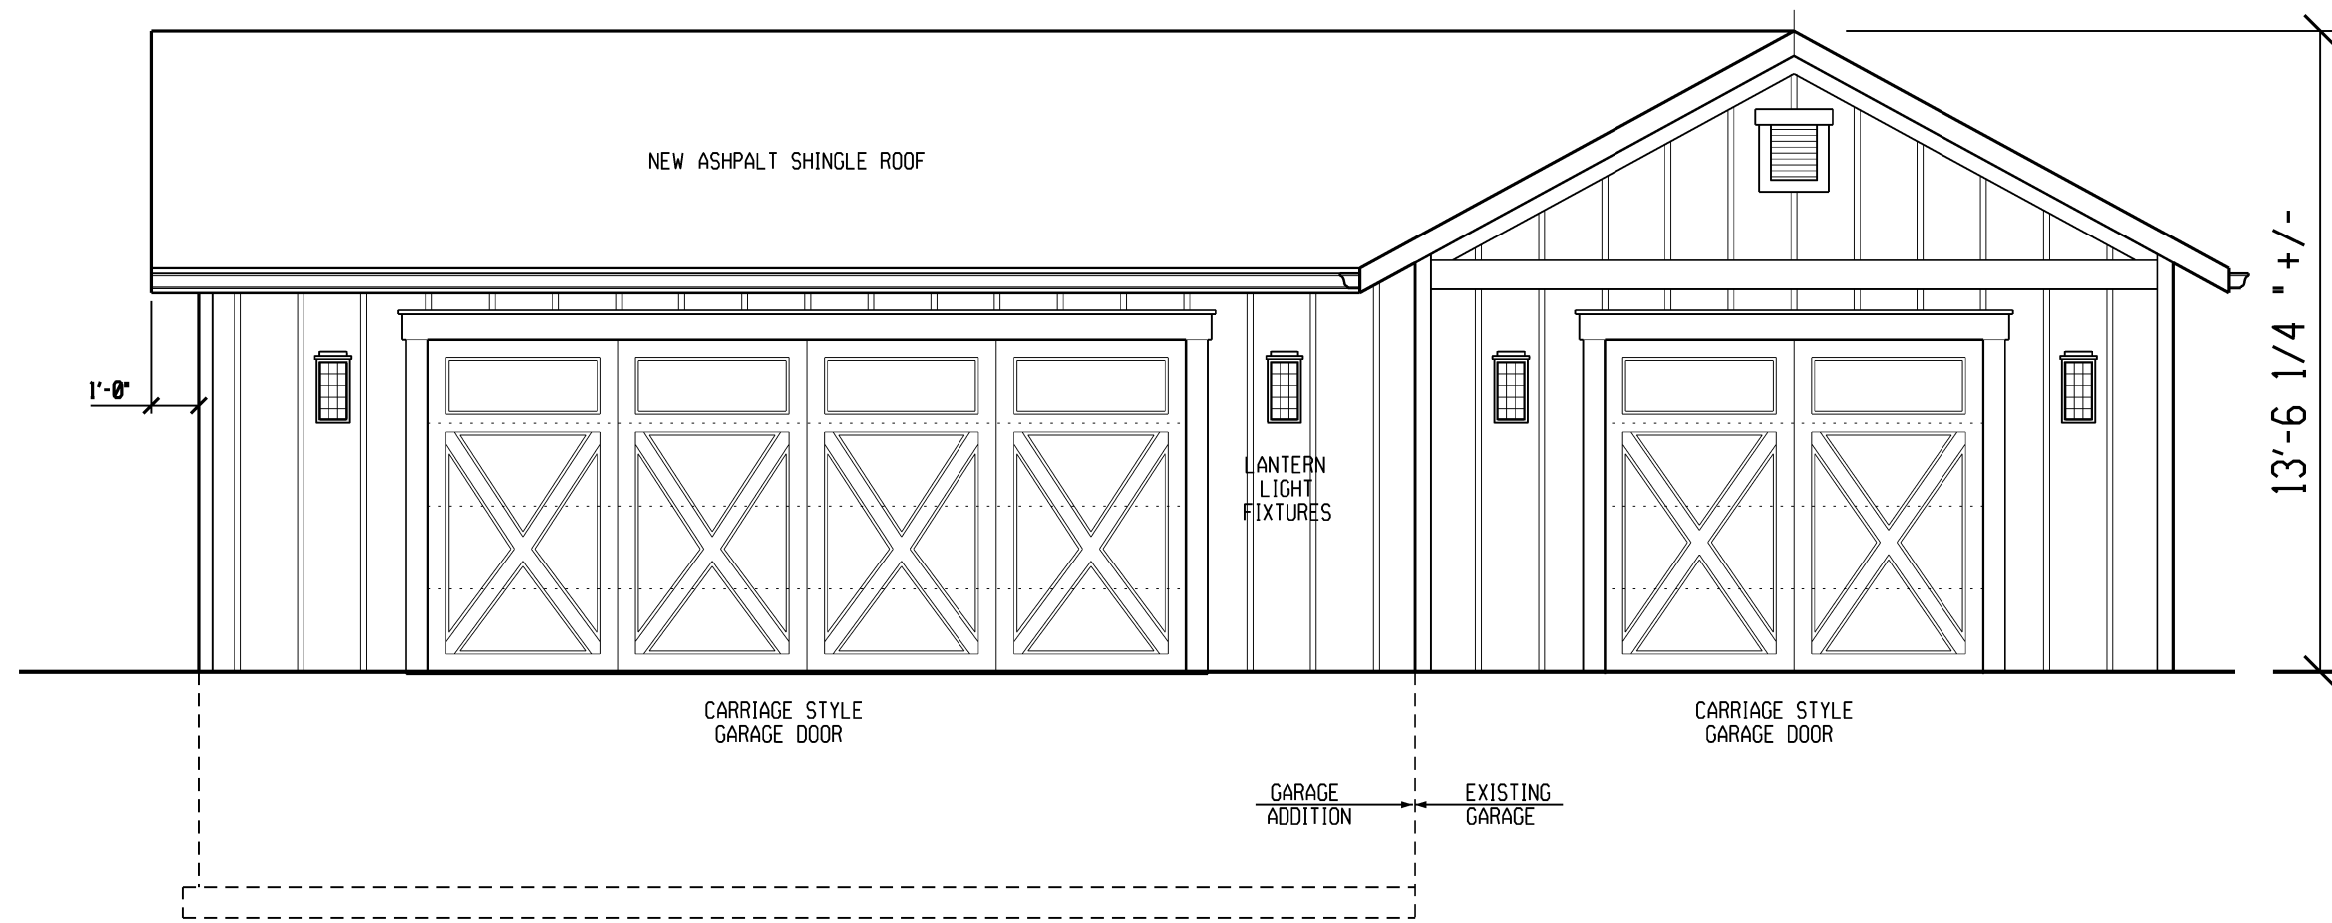 NEW ASHPALT SHINGLE ROOF
1'-0"
13'-6 1/4 " +/-
LANTERN
LIGHT
FIXTURES
CARRIAGE STYLE
GARAGE DOOR
CARRIAGE STYLE
GARAGE DOOR
GARAGE
ADDITION
EXISTING
GARAGE